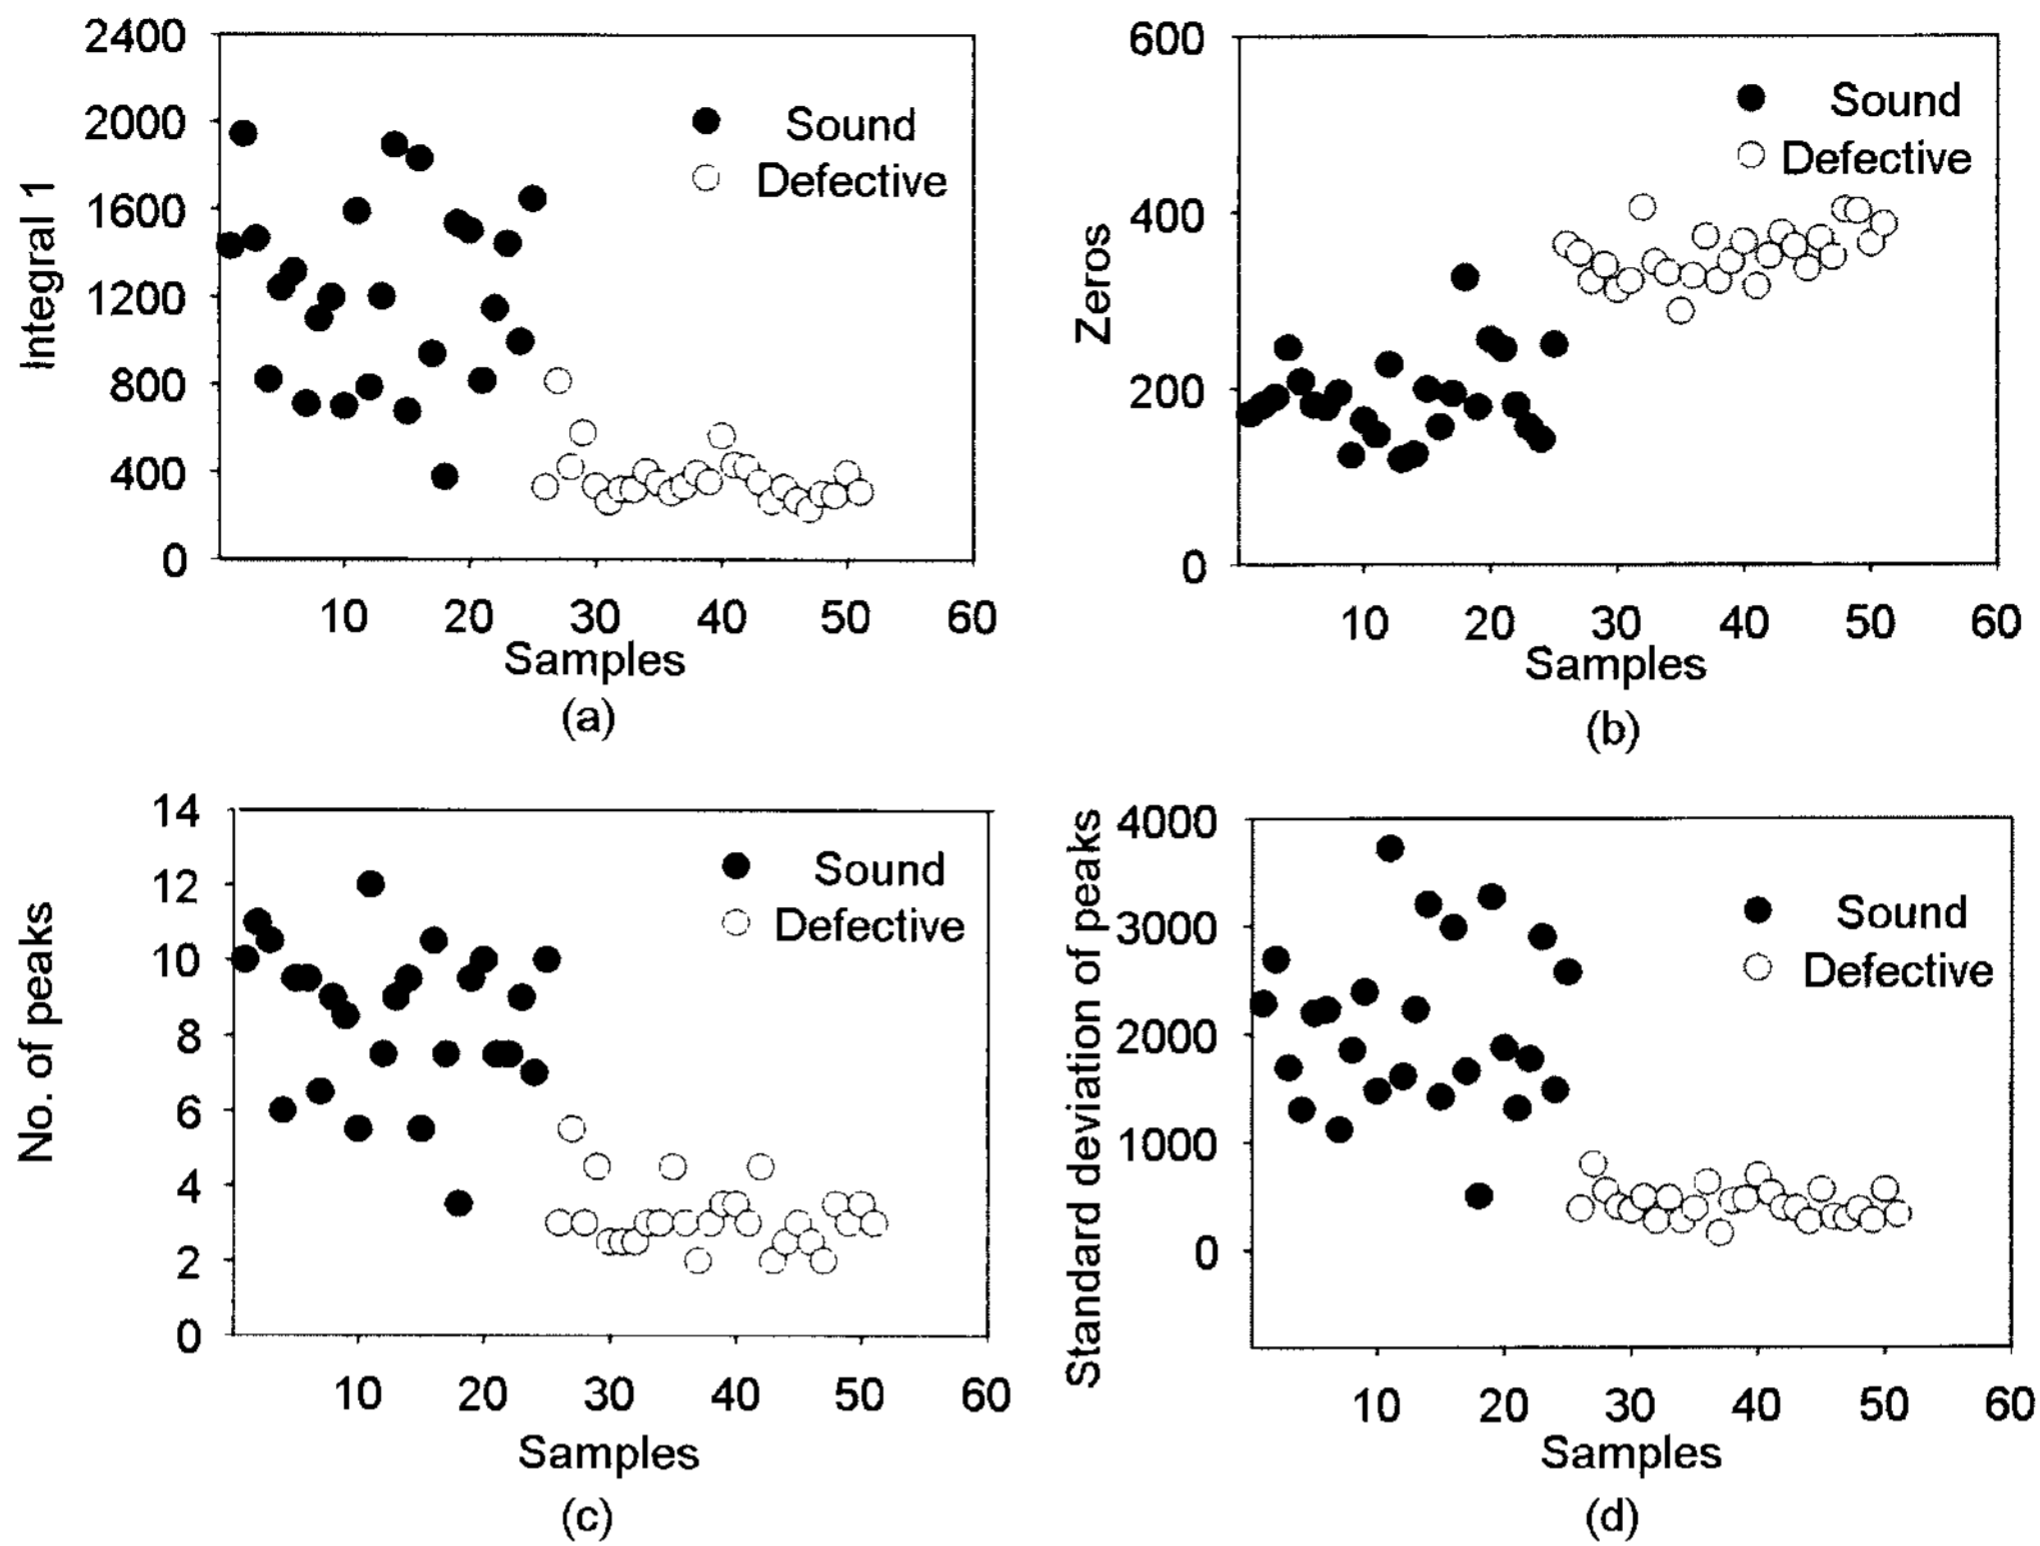 2400
2000
1600
1200
800
400
0
Integral 1
Sound
Defective
10 20 30 40 50 60
Samples
(a)
600
400
200
0
Zeros
Sound
Defective
10 20 30 40 50 60
Samples
(b)
14
12
10
8
6
4
2
0
No. of peaks
Sound
Defective
10 20 30 40 50 60
Samples
(c)
4000
3000
2000
1000
0
Standard deviation of peaks
Sound
Defective
10 20 30 40 50 60
Samples
(d)